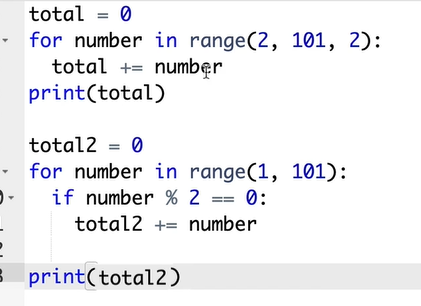 total = 0
for number in range(2, 101, 2):
  total += number
print(total)

total2 = 0
for number in range(1, 101):
  if number % 2 == 0:
    total2 += number

print(total2)